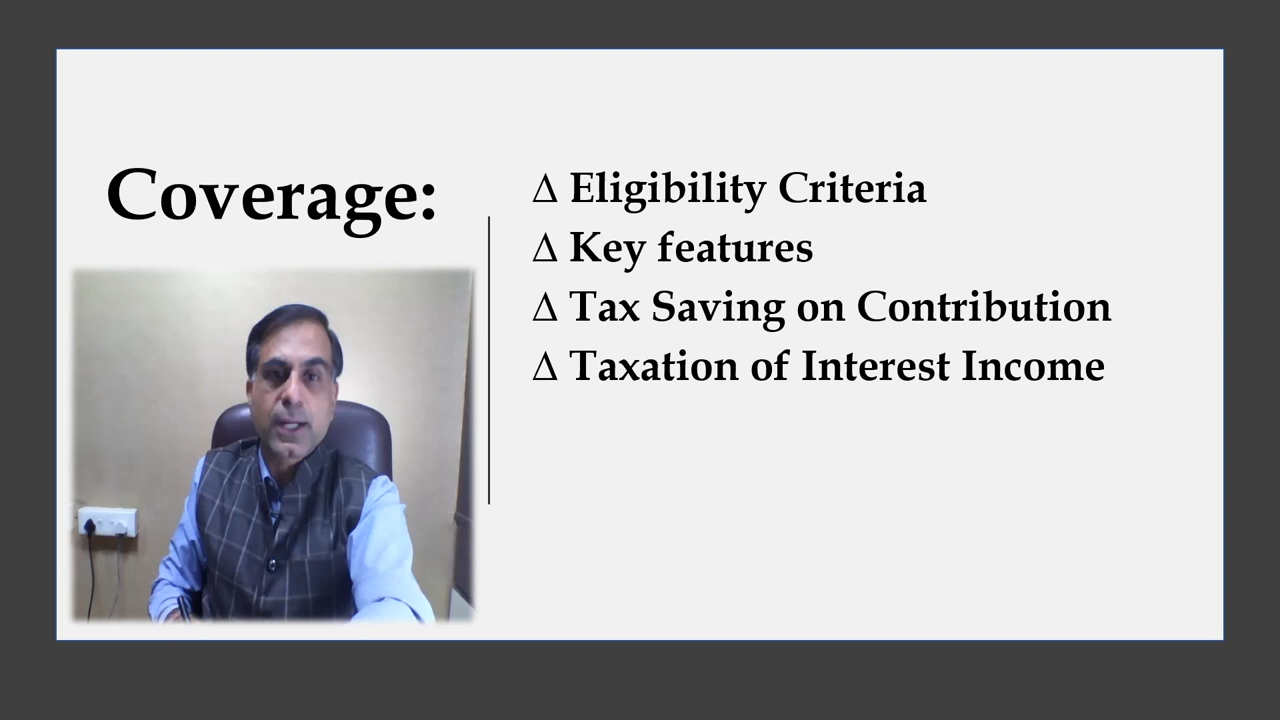 Coverage:
Δ Eligibility Criteria
Δ Key features
Δ Tax Saving on Contribution
Δ Taxation of Interest Income